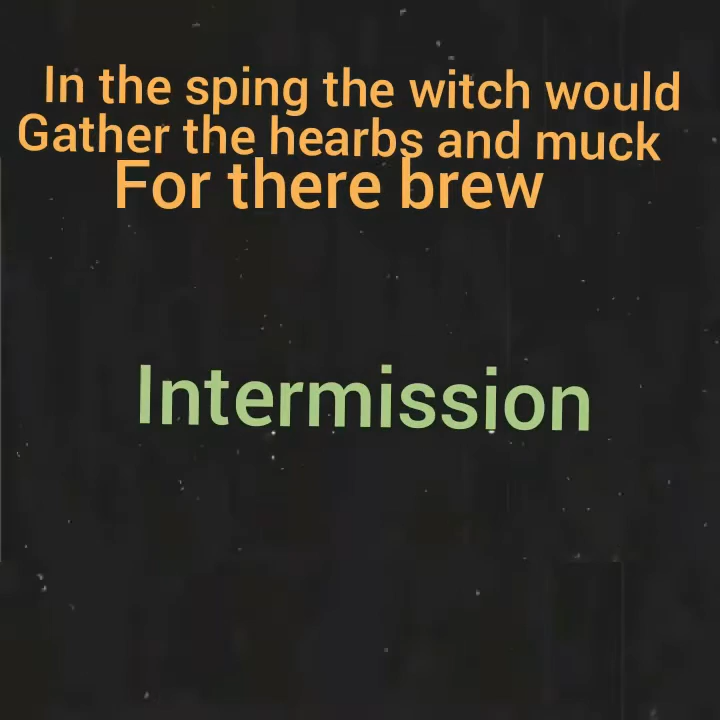 In the sping the witch would
Gather the hearbs and muck
For there brew
Intermission